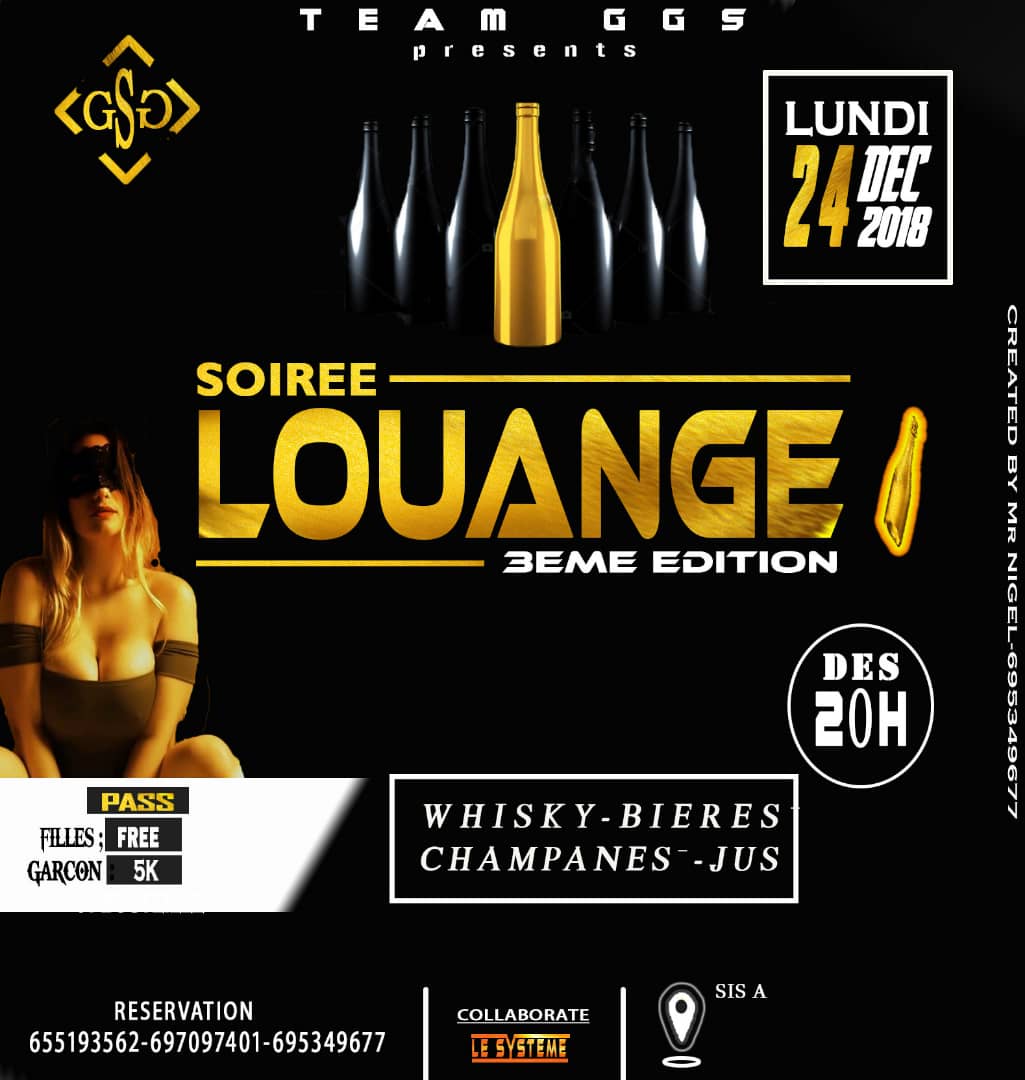 TEAM GGS
presents
GSG
LUNDI
24 DEC
2018
SOIREE
LOUANGE
3EME EDITION
CREATED BY MR NIGEL-695349677
DES
20H
PASS
FILLES ; FREE
GARCON : 5K
WHISKY-BIERES
CHAMPANES-JUS
RESERVATION
655193562-697097401-695349677
COLLABORATE
LE SYSTEME
SIS A